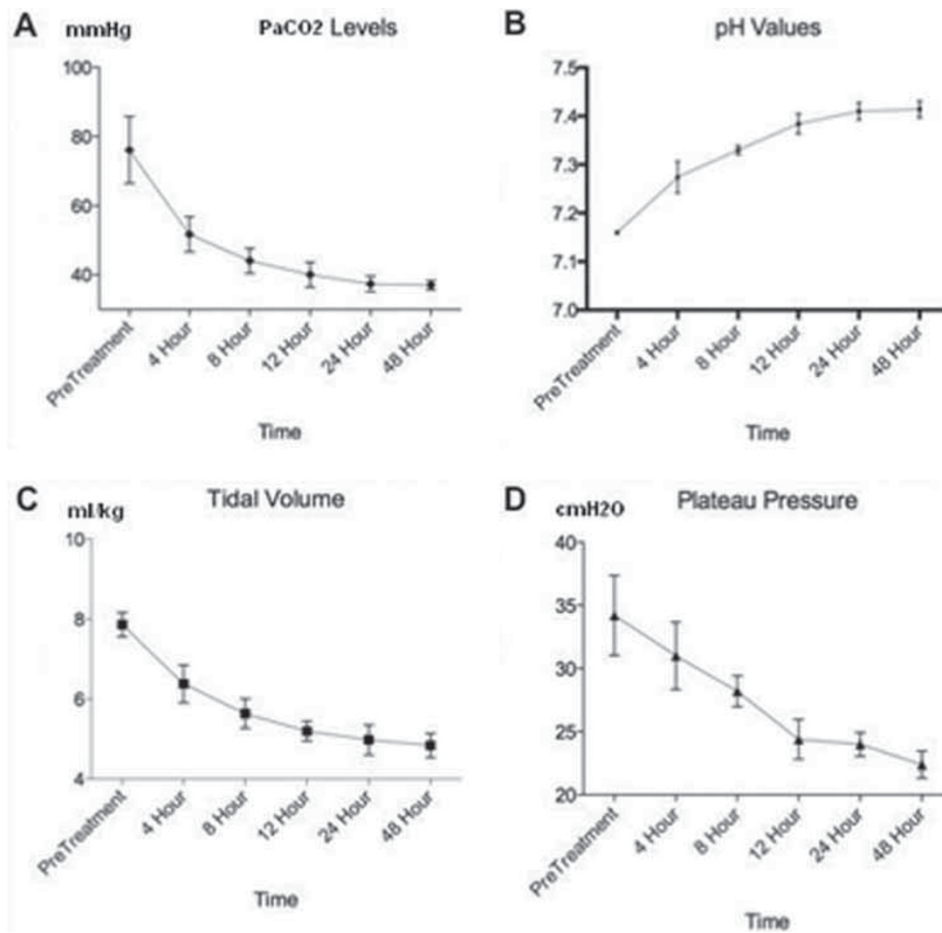 A mmHg PaCO2 Levels
100
80
60
40
PreTreatment
4 Hour
8 Hour
12 Hour
24 Hour
48 Hour
Time
B pH Values
7.5
7.4
7.3
7.2
7.1
7.0
PreTreatment
4 Hour
8 Hour
12 Hour
24 Hour
48 Hour
Time
C ml/kg Tidal Volume
10
8
6
4
PreTreatment
4 Hour
8 Hour
12 Hour
24 Hour
48 Hour
Time
D cmH2O Plateau Pressure
40
35
30
25
20
PreTreatment
4 Hour
8 Hour
12 Hour
24 Hour
48 Hour
Time